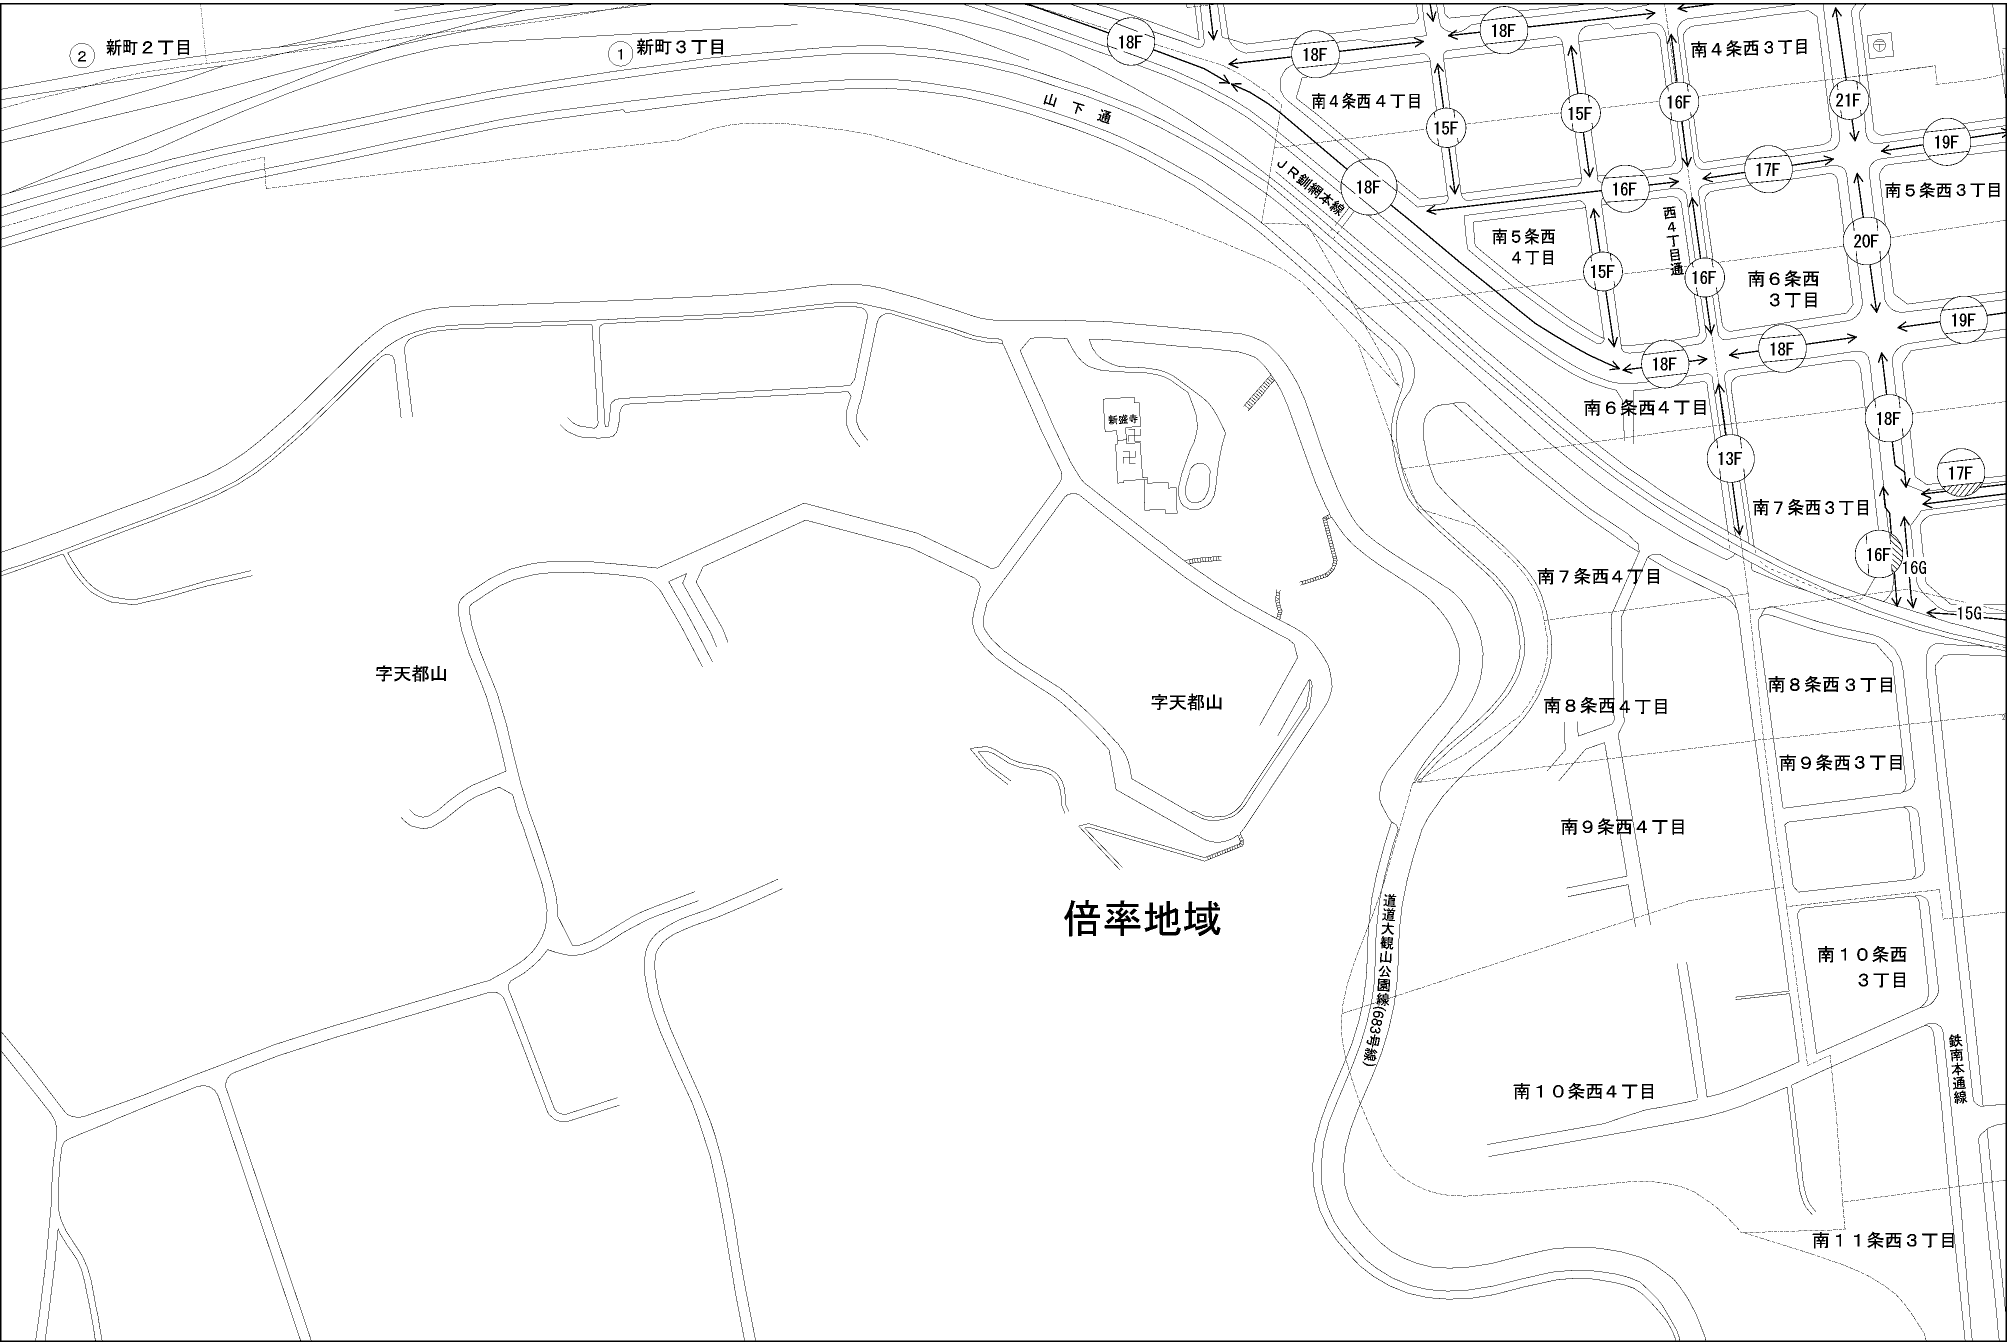 ② 新町２丁目
① 新町３丁目
18F
18F
18F
南４条西３丁目
〒
山下通
南４条西４丁目
15F
15F
16F
21F
19F
JR釧網本線
18F
16F
17F
南５条西３丁目
南５条西
４丁目
西４丁目通
15F
16F
20F
南６条西
３丁目
19F
18F
18F
南６条西４丁目
18F
新盛寺
卍
13F
17F
南７条西３丁目
16F
16G
南７条西４丁目
15G
字天都山
字天都山
南８条西３丁目
南８条西４丁目
南９条西３丁目
南９条西４丁目
倍率地域
道道大観山公園線(683号線)
南１０条西
３丁目
鉄南本通線
南１０条西４丁目
南１１条西３丁目